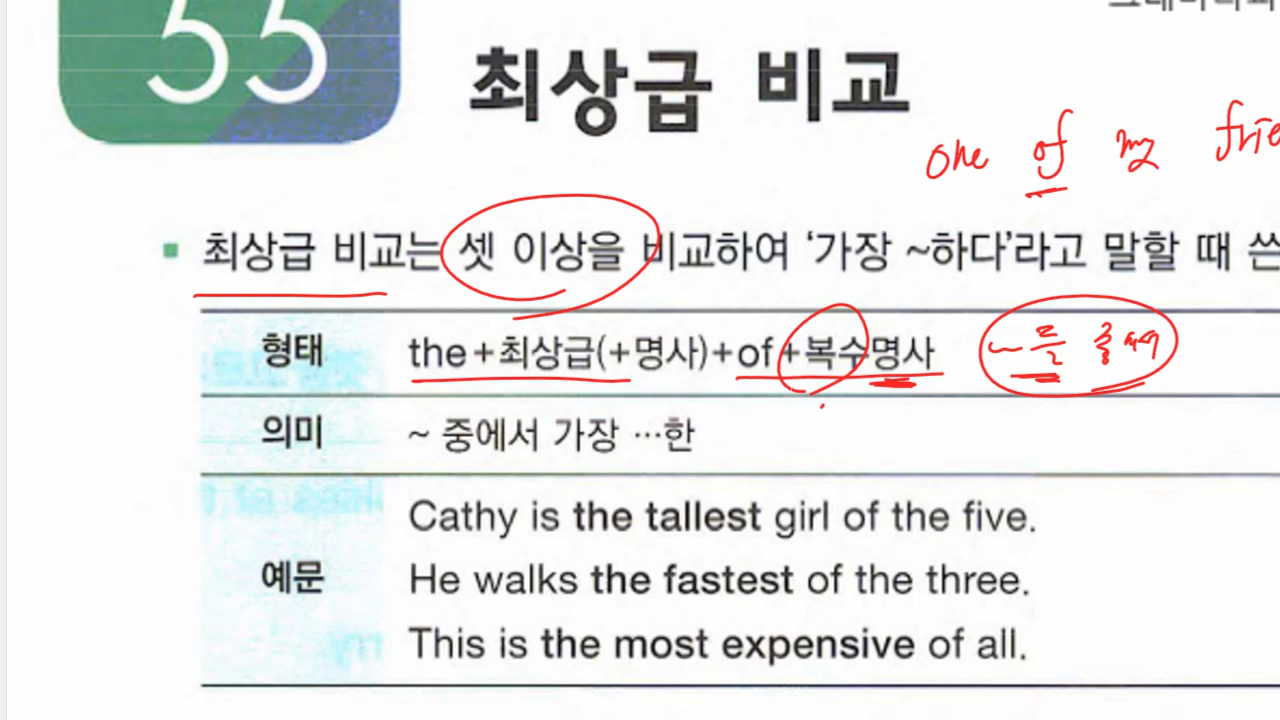 55
최상급 비교
one of my
최상급 비교는 셋 이상을 비교하여 ‘가장 ~하다’라고 말할 때
형태 the+최상급(+명사)+of+복수명사 ~들 중에서
의미 ~ 중에서 가장 …한
예문
Cathy is the tallest girl of the five.
He walks the fastest of the three.
This is the most expensive of all.